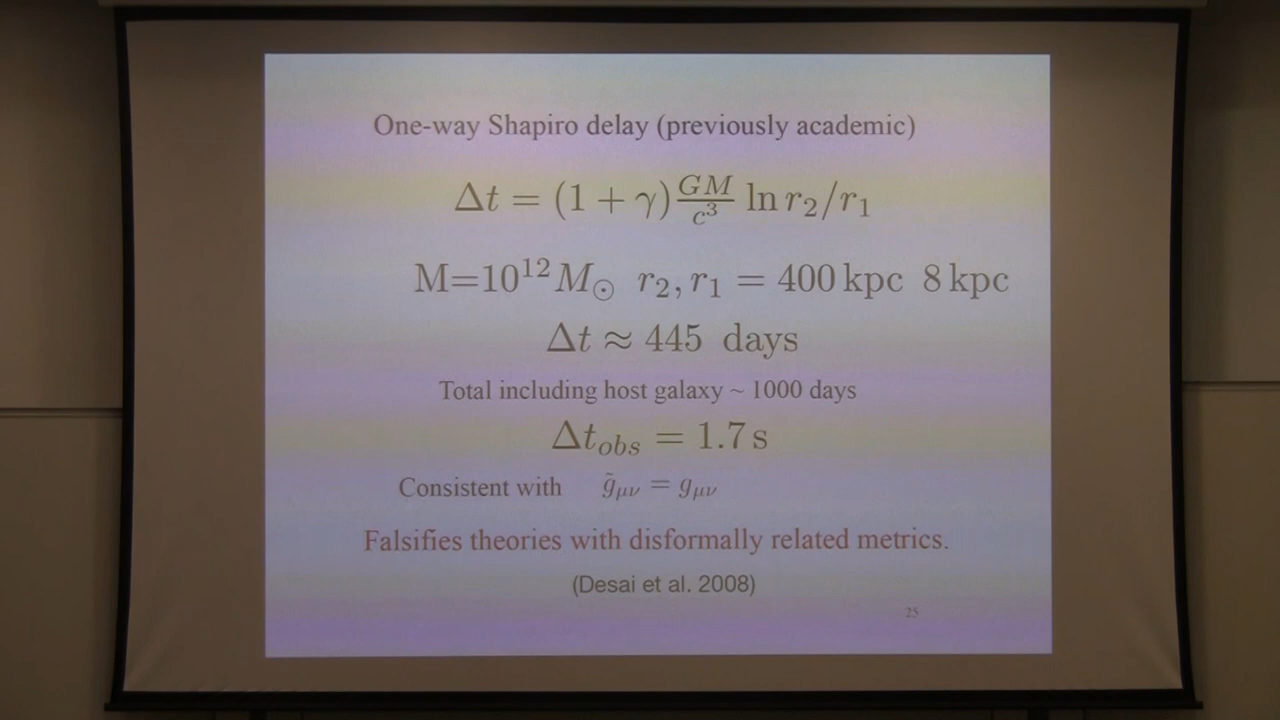 One-way Shapiro delay (previously academic)
Δt = (1 + γ) GM/c³ ln r₂/r₁
M=10¹² M☉ r₂, r₁ = 400 kpc 8 kpc
Δt ≈ 445 days
Total including host galaxy ~ 1000 days
Δt_obs = 1.7 s
Consistent with g̃_μν = g_μν
Falsifies theories with disformally related metrics.
(Desai et al. 2008)
25